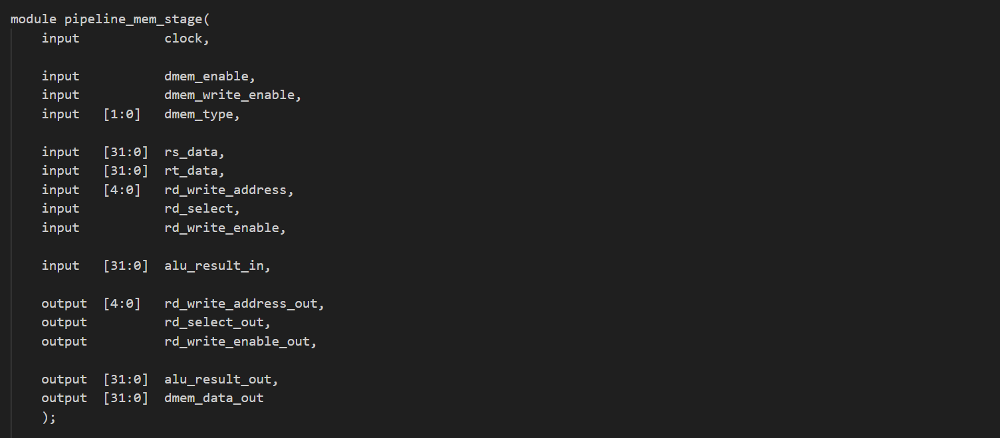 module pipeline_mem_stage(
    input           clock,

    input           dmem_enable,
    input           dmem_write_enable,
    input   [1:0]   dmem_type,

    input   [31:0]  rs_data,
    input   [31:0]  rt_data,
    input   [4:0]   rd_write_address,
    input           rd_select,
    input           rd_write_enable,

    input   [31:0]  alu_result_in,

    output  [4:0]   rd_write_address_out,
    output          rd_select_out,
    output          rd_write_enable_out,

    output  [31:0]  alu_result_out,
    output  [31:0]  dmem_data_out
    );